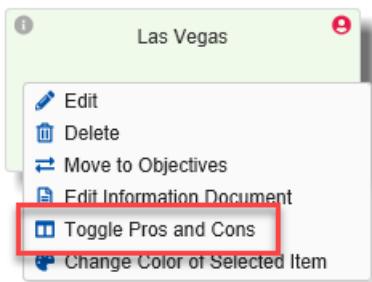 Las Vegas
Edit
Delete
Move to Objectives
Edit Information Document
Toggle Pros and Cons
Change Color of Selected Item